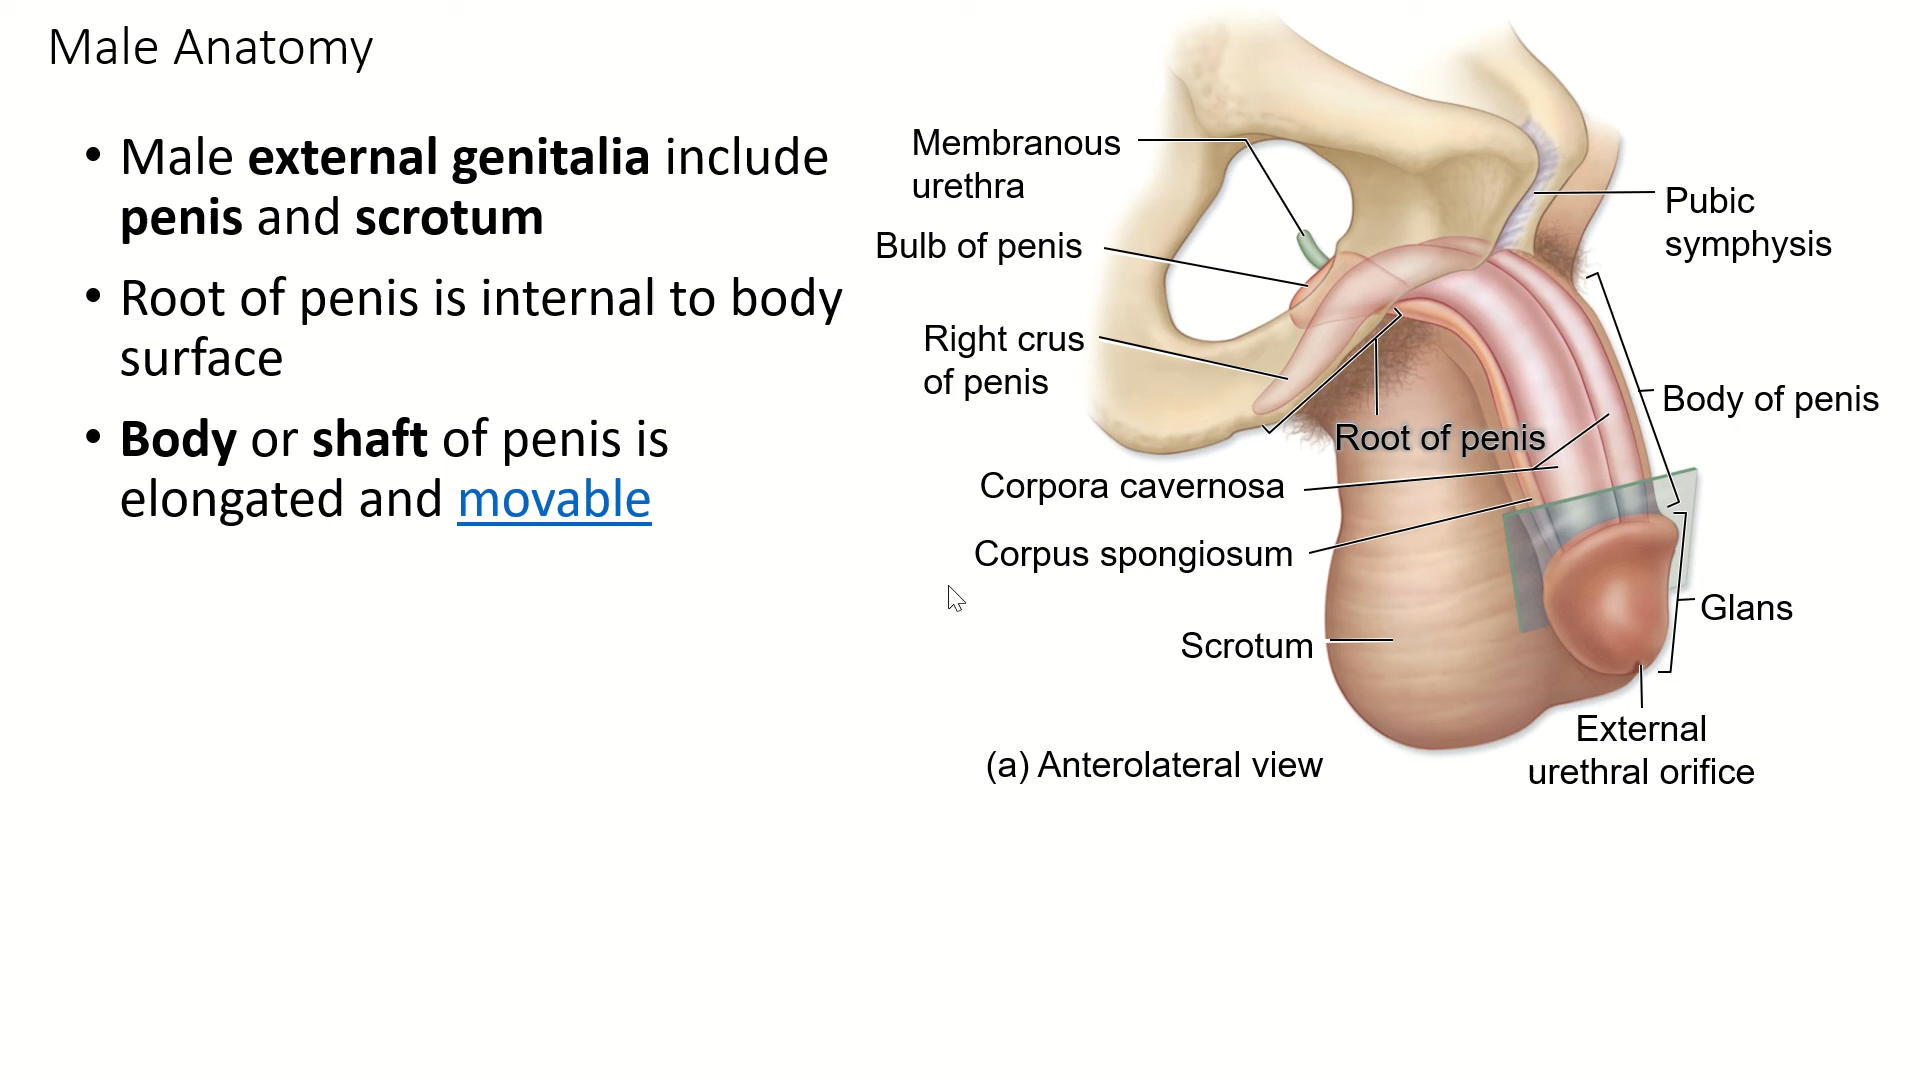 Male Anatomy
• Male external genitalia include
penis and scrotum
• Root of penis is internal to body
surface
• Body or shaft of penis is
elongated and movable
Membranous
urethra
Bulb of penis
Right crus
of penis
Pubic
symphysis
Body of penis
Root of penis
Corpora cavernosa
Corpus spongiosum
Scrotum
Glans
External
urethral orifice
(a) Anterolateral view